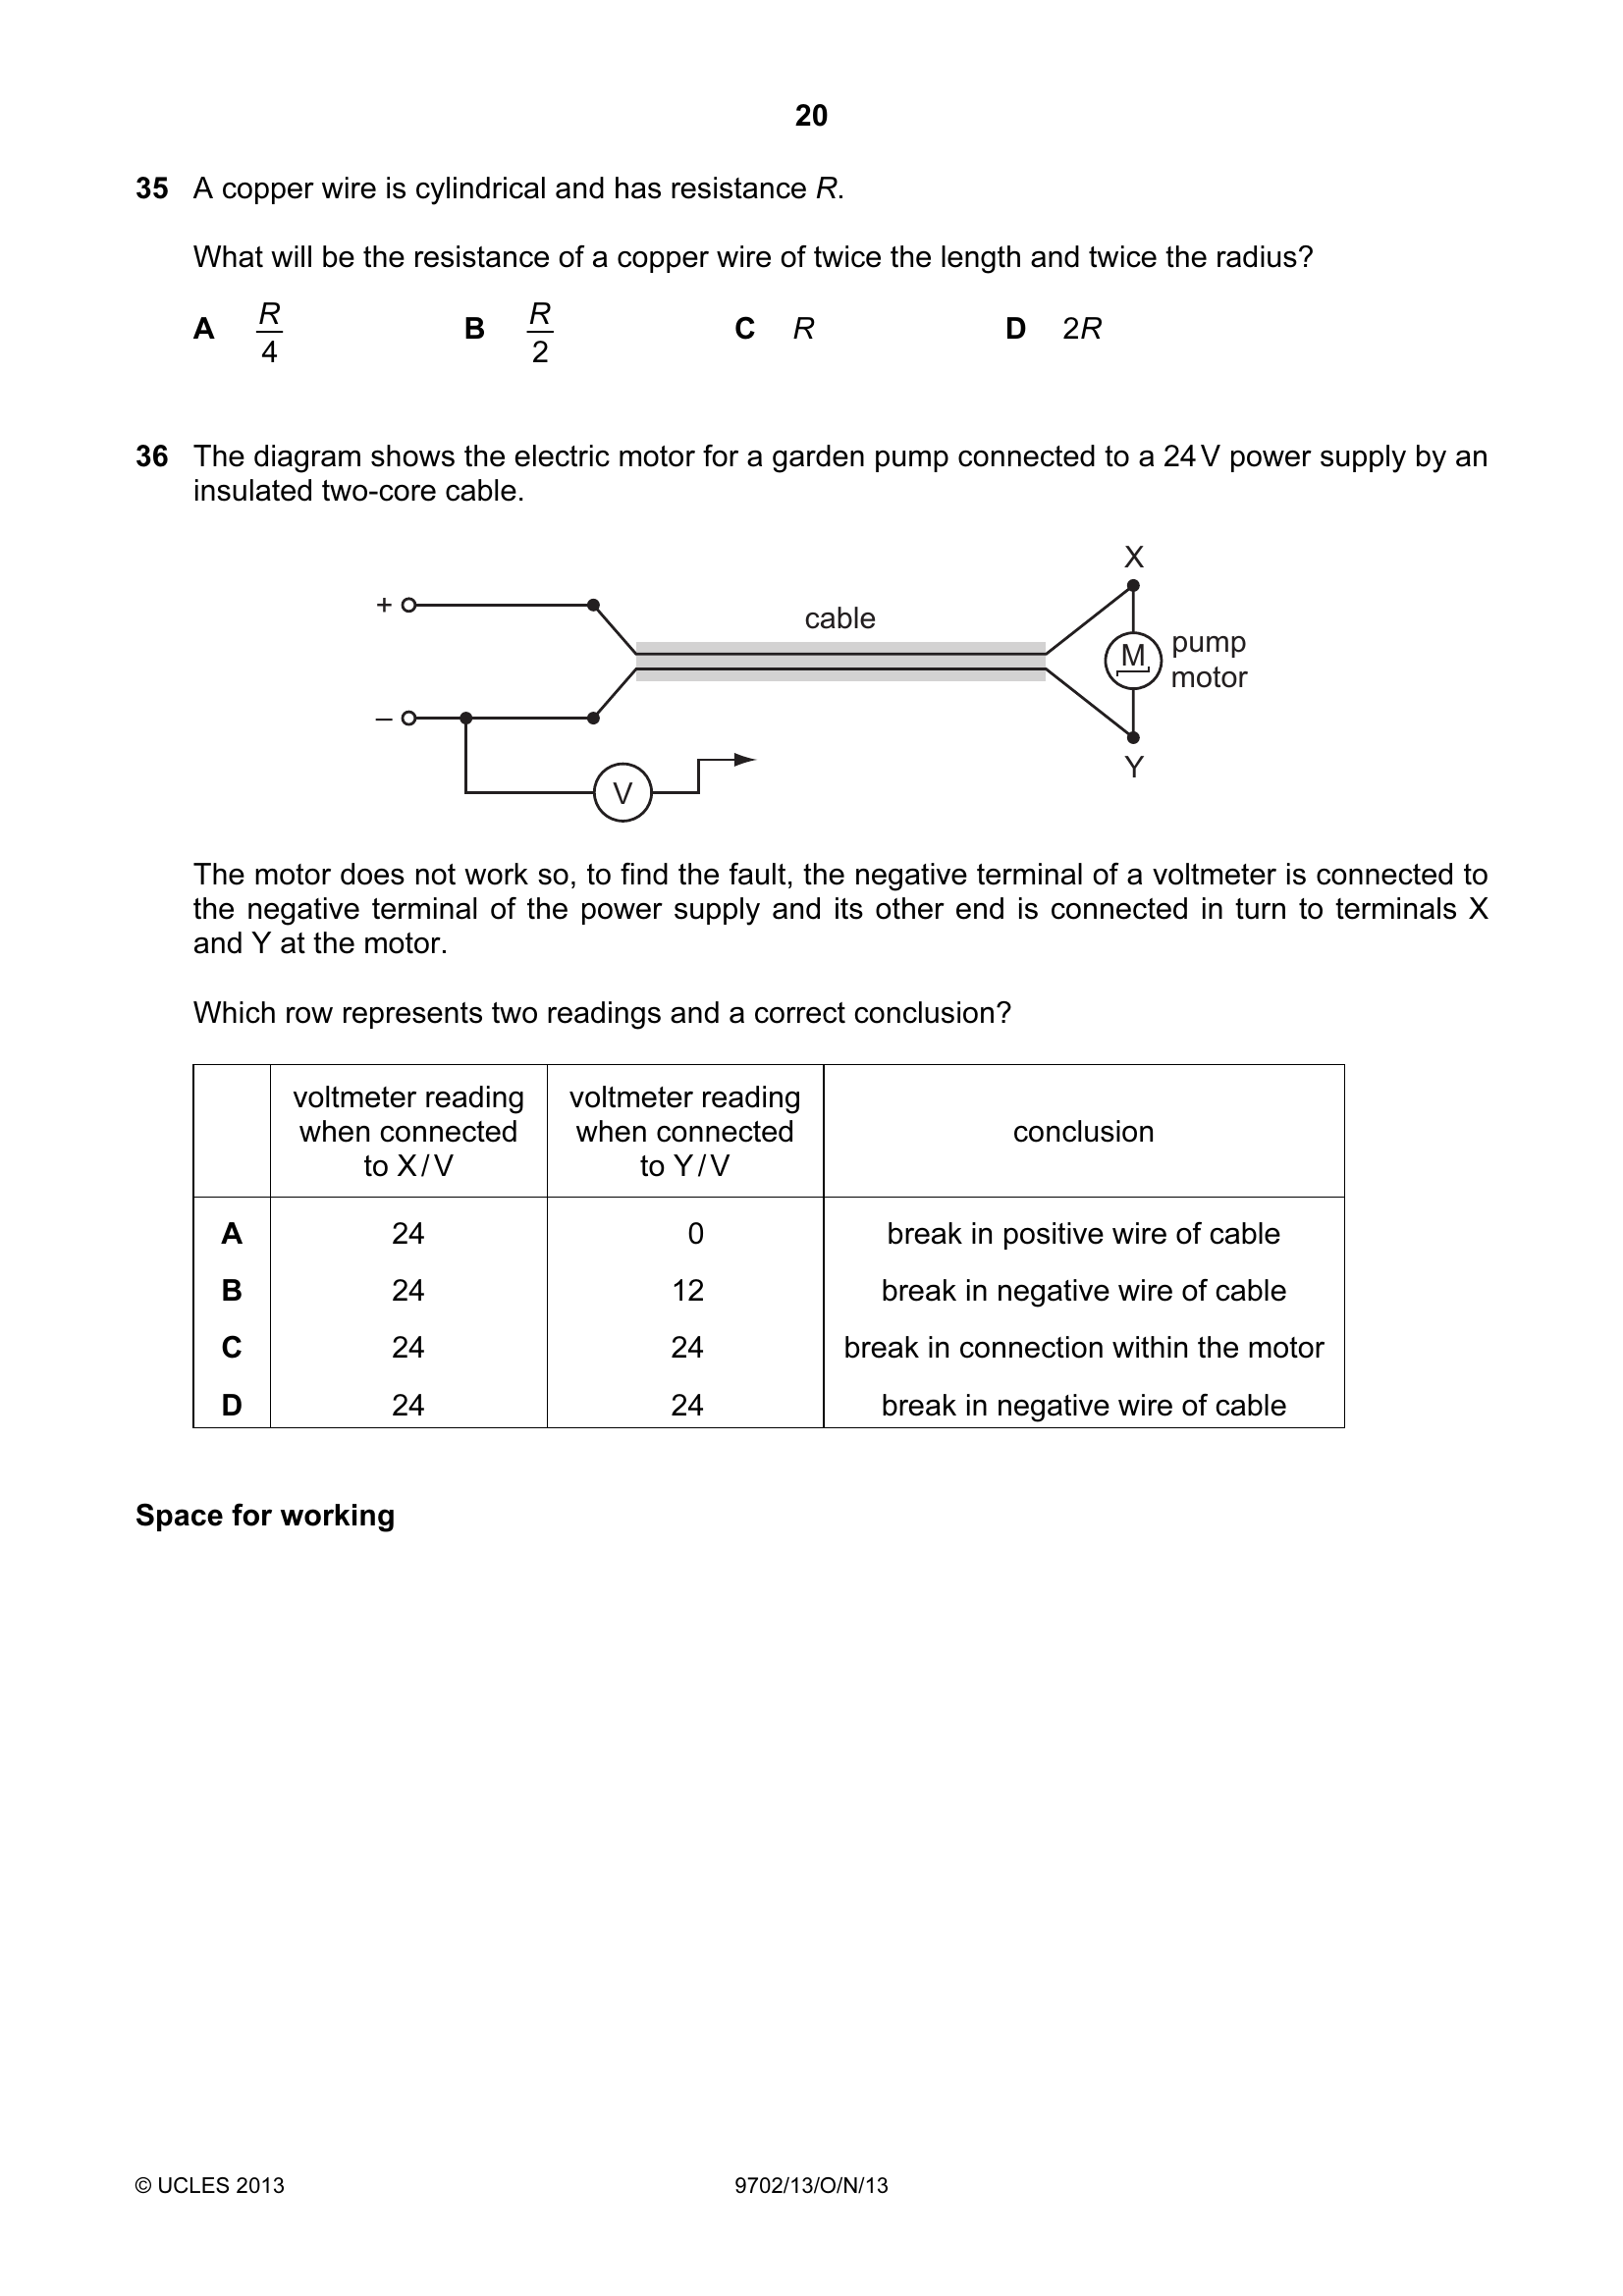 20
35 A copper wire is cylindrical and has resistance R.
What will be the resistance of a copper wire of twice the length and twice the radius?
A R/4 B R/2 C R D 2R
36 The diagram shows the electric motor for a garden pump connected to a 24 V power supply by an
insulated two-core cable.
X
+
cable
pump
M
motor
–
Y
V
The motor does not work so, to find the fault, the negative terminal of a voltmeter is connected to
the negative terminal of the power supply and its other end is connected in turn to terminals X
and Y at the motor.
Which row represents two readings and a correct conclusion?
voltmeter reading when connected to X / V voltmeter reading when connected to Y / V conclusion
A 24 0 break in positive wire of cable
B 24 12 break in negative wire of cable
C 24 24 break in connection within the motor
D 24 24 break in negative wire of cable
Space for working
© UCLES 2013 9702/13/O/N/13